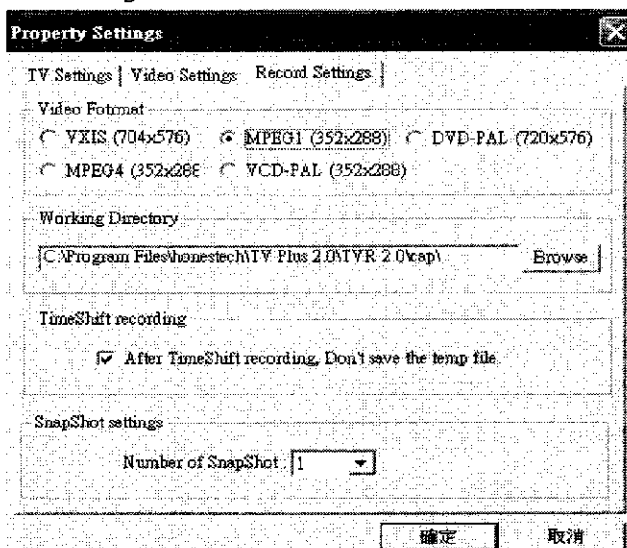 Property Settings
TV Settings Video Settings Record Settings
Video Fotmat
VXIS (704x576) MPEG1 (352x288) DVD-PAL (720x576)
MPEG4 (352x288 VCD-PAL (352x288)
Working Directory
C:\Program Files\honestech\TV Plus 2.0\TVR 2.0\cap\ Browse
TimeShift recording
After TimeShift recording, Don't save the temp file.
SnapShot settings
Number of SnapShot: 1
確定 取消